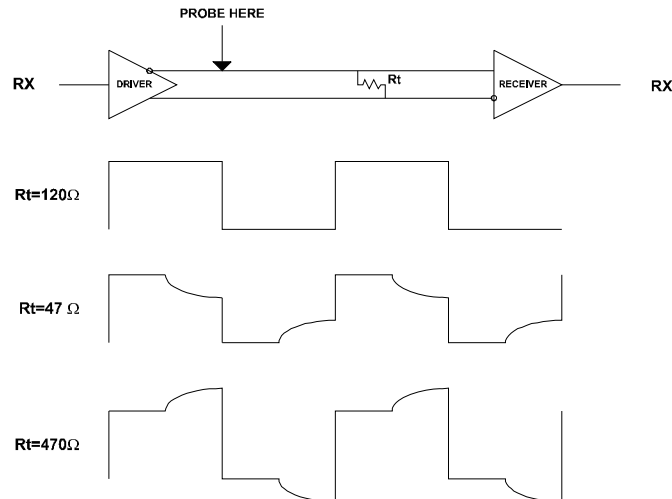 PROBE HERE
RX DRIVER Rt RECEIVER RX
Rt=120Ω
Rt=47 Ω
Rt=470Ω